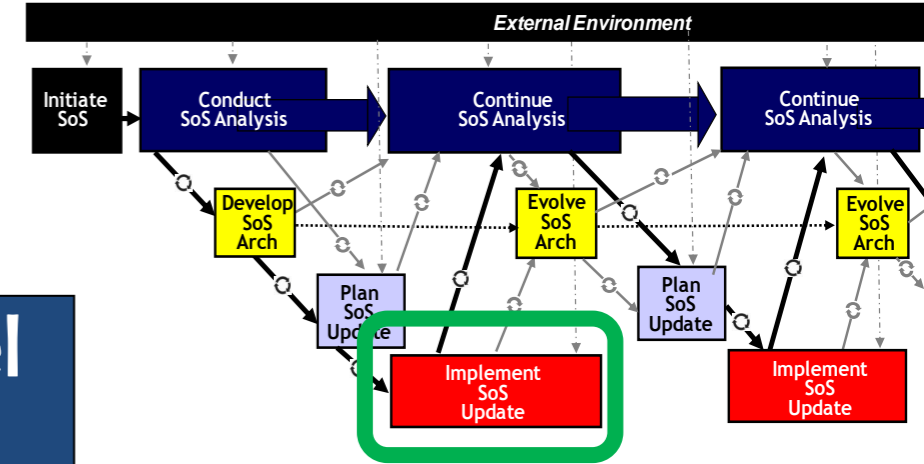 External Environment
Initiate
SoS
Conduct
SoS Analysis
Continue
SoS Analysis
Continue
SoS Analysis
Develop
SoS
Arch
Evolve
SoS
Arch
Evolve
SoS
Arch
Plan
SoS
Update
Plan
SoS
Update
Implement
SoS
Update
Implement
SoS
Update